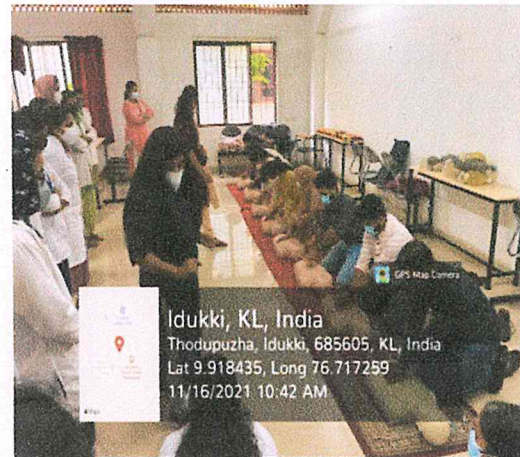 GPS Map Camera
Idukki, KL, India
Thodupuzha, Idukki, 685605, KL, India
Lat 9.918435, Long 76.717259
11/16/2021 10:42 AM